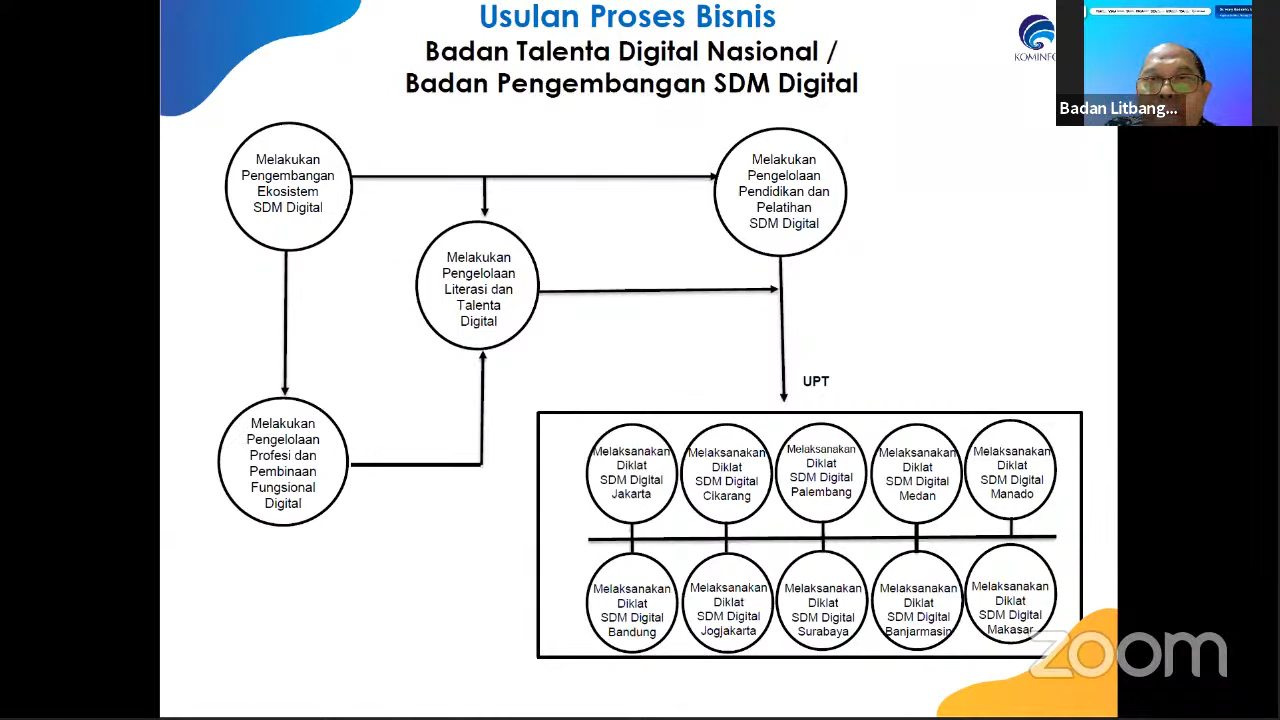 Usulan Proses Bisnis
Badan Talenta Digital Nasional /
Badan Pengembangan SDM Digital
KOMINFO
Badan Litbang...
Melakukan
Pengembangan
Ekosistem
SDM Digital
Melakukan
Pengelolaan
Pendidikan dan
Pelatihan
SDM Digital
Melakukan
Pengelolaan
Literasi dan
Talenta
Digital
UPT
Melakukan
Pengelolaan
Profesi dan
Pembinaan
Fungsional
Digital
Melaksanakan
Diklat
SDM Digital
Jakarta
Melaksanakan
Diklat
SDM Digital
Cikarang
Melaksanakan
Diklat
SDM Digital
Palembang
Melaksanakan
Diklat
SDM Digital
Medan
Melaksanakan
Diklat
SDM Digital
Manado
Melaksanakan
Diklat
SDM Digital
Bandung
Melaksanakan
Diklat
SDM Digital
Jogjakarta
Melaksanakan
Diklat
SDM Digital
Surabaya
Melaksanakan
Diklat
SDM Digital
Banjarmasin
Melaksanakan
Diklat
SDM Digital
Makasar
zoom